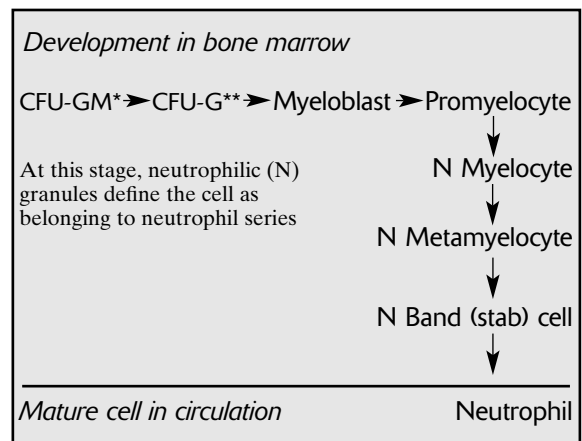 Development in bone marrow
CFU-GM*→CFU-G**→Myeloblast→Promyelocyte
At this stage, neutrophilic (N) N Myelocyte
granules define the cell as
belonging to neutrophil series
N Metamyelocyte
N Band (stab) cell
Mature cell in circulation Neutrophil